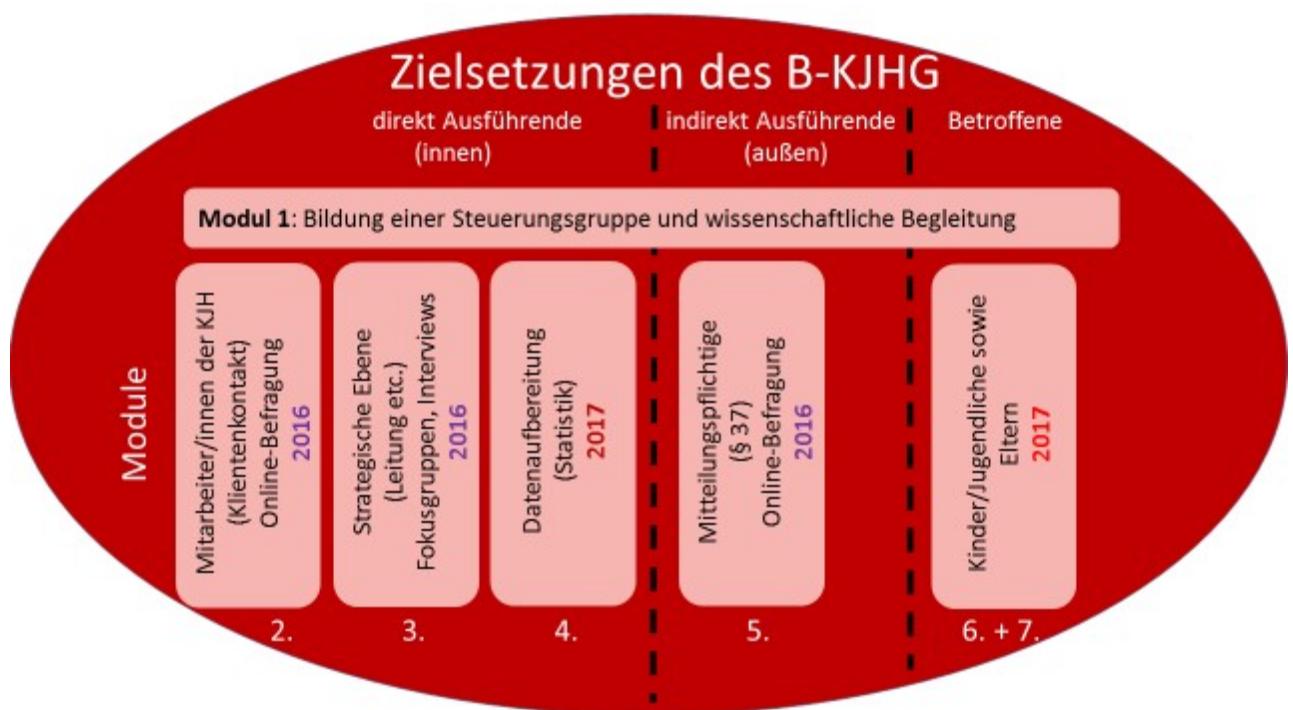 Zielsetzungen des B-KJHG
direkt Ausführende
(innen)
indirekt Ausführende
(außen)
Betroffene
Modul 1: Bildung einer Steuerungsgruppe und wissenschaftliche Begleitung
Module
Mitarbeiter/innen der KJH
(Klientenkontakt)
Online-Befragung
2016
Strategische Ebene
(Leitung etc.)
Fokusgruppen, Interviews
2016
Datenaufbereitung
(Statistik)
2017
Mitteilungspflichtige
(§ 37)
Online-Befragung
2016
Kinder/Jugendliche sowie
Eltern
2017
2.
3.
4.
5.
6. + 7.